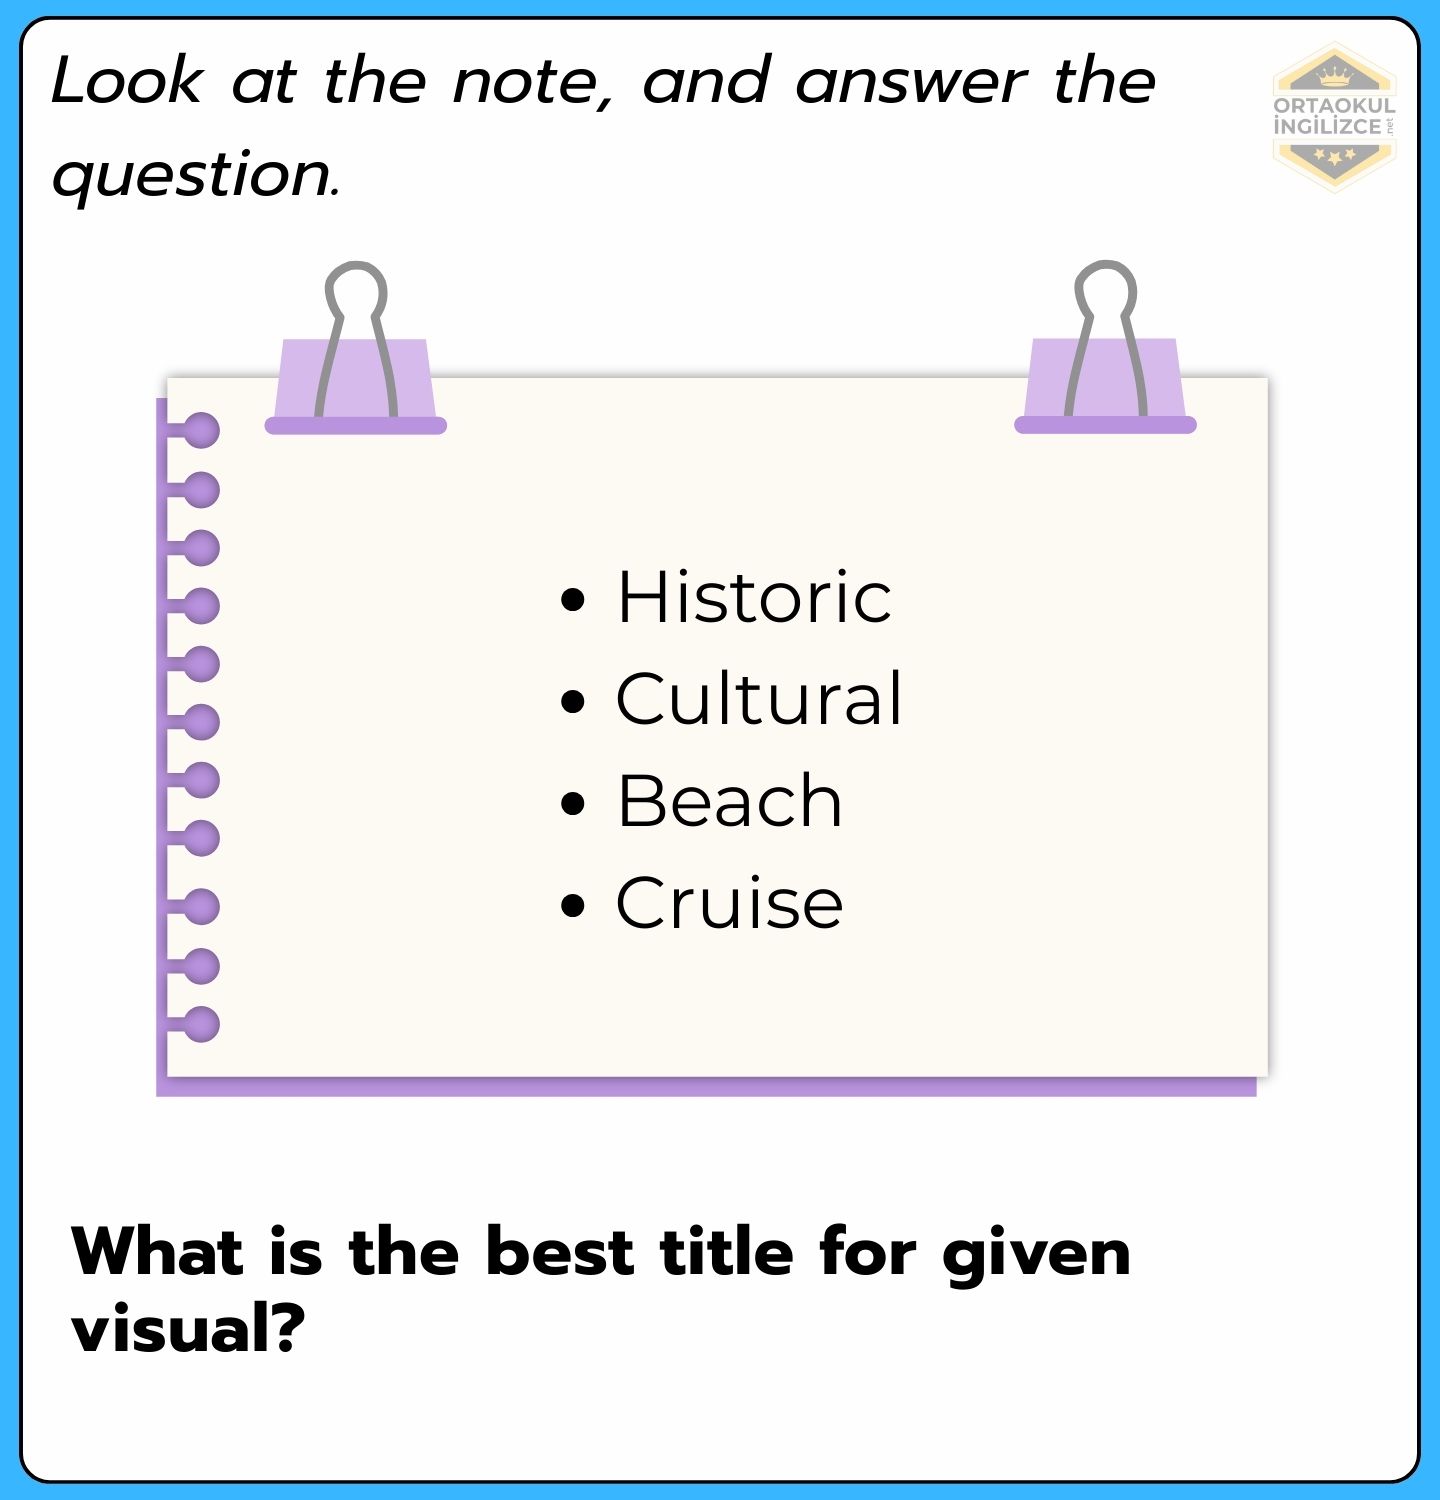 Look at the note, and answer the
question.
ORTAOKUL
İNGİLİZCE .net
• Historic
• Cultural
• Beach
• Cruise
What is the best title for given
visual?